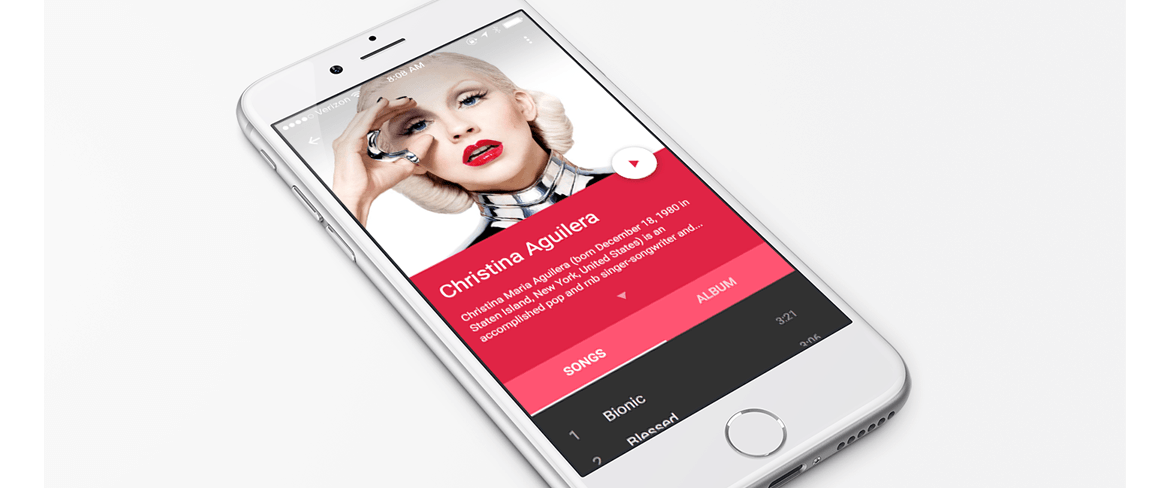 Verizon 8:08 AM
Christina Aguilera
Christina Maria Aguilera (born December 18, 1980 in
Staten Island, New York, United States) is an
accomplished pop and rnb singer-songwriter and...
SONGS ALBUM
1 Bionic 3:21
2 Blessed 3:06